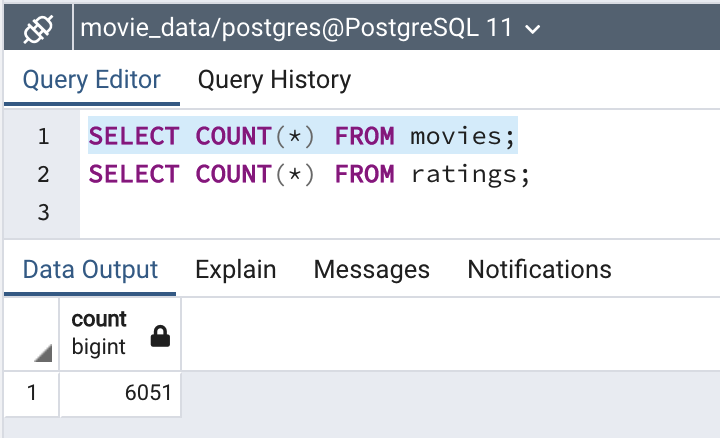 movie_data/postgres@PostgreSQL 11
Query Editor Query History
1 SELECT COUNT(*) FROM movies;
2 SELECT COUNT(*) FROM ratings;
3
Data Output Explain Messages Notifications
count
bigint
1 6051